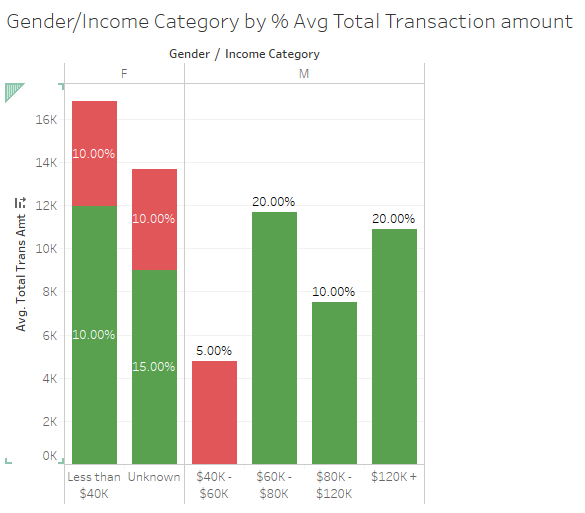 Gender/Income Category by % Avg Total Transaction amount
Gender / Income Category
F
M
Avg. Total Trans Amt
16K
14K
12K
10K
8K
6K
4K
2K
0K
10.00%
10.00%
10.00%
15.00%
5.00%
20.00%
10.00%
20.00%
Less than
$40K
Unknown
$40K -
$60K
$60K -
$80K
$80K -
$120K
$120K +